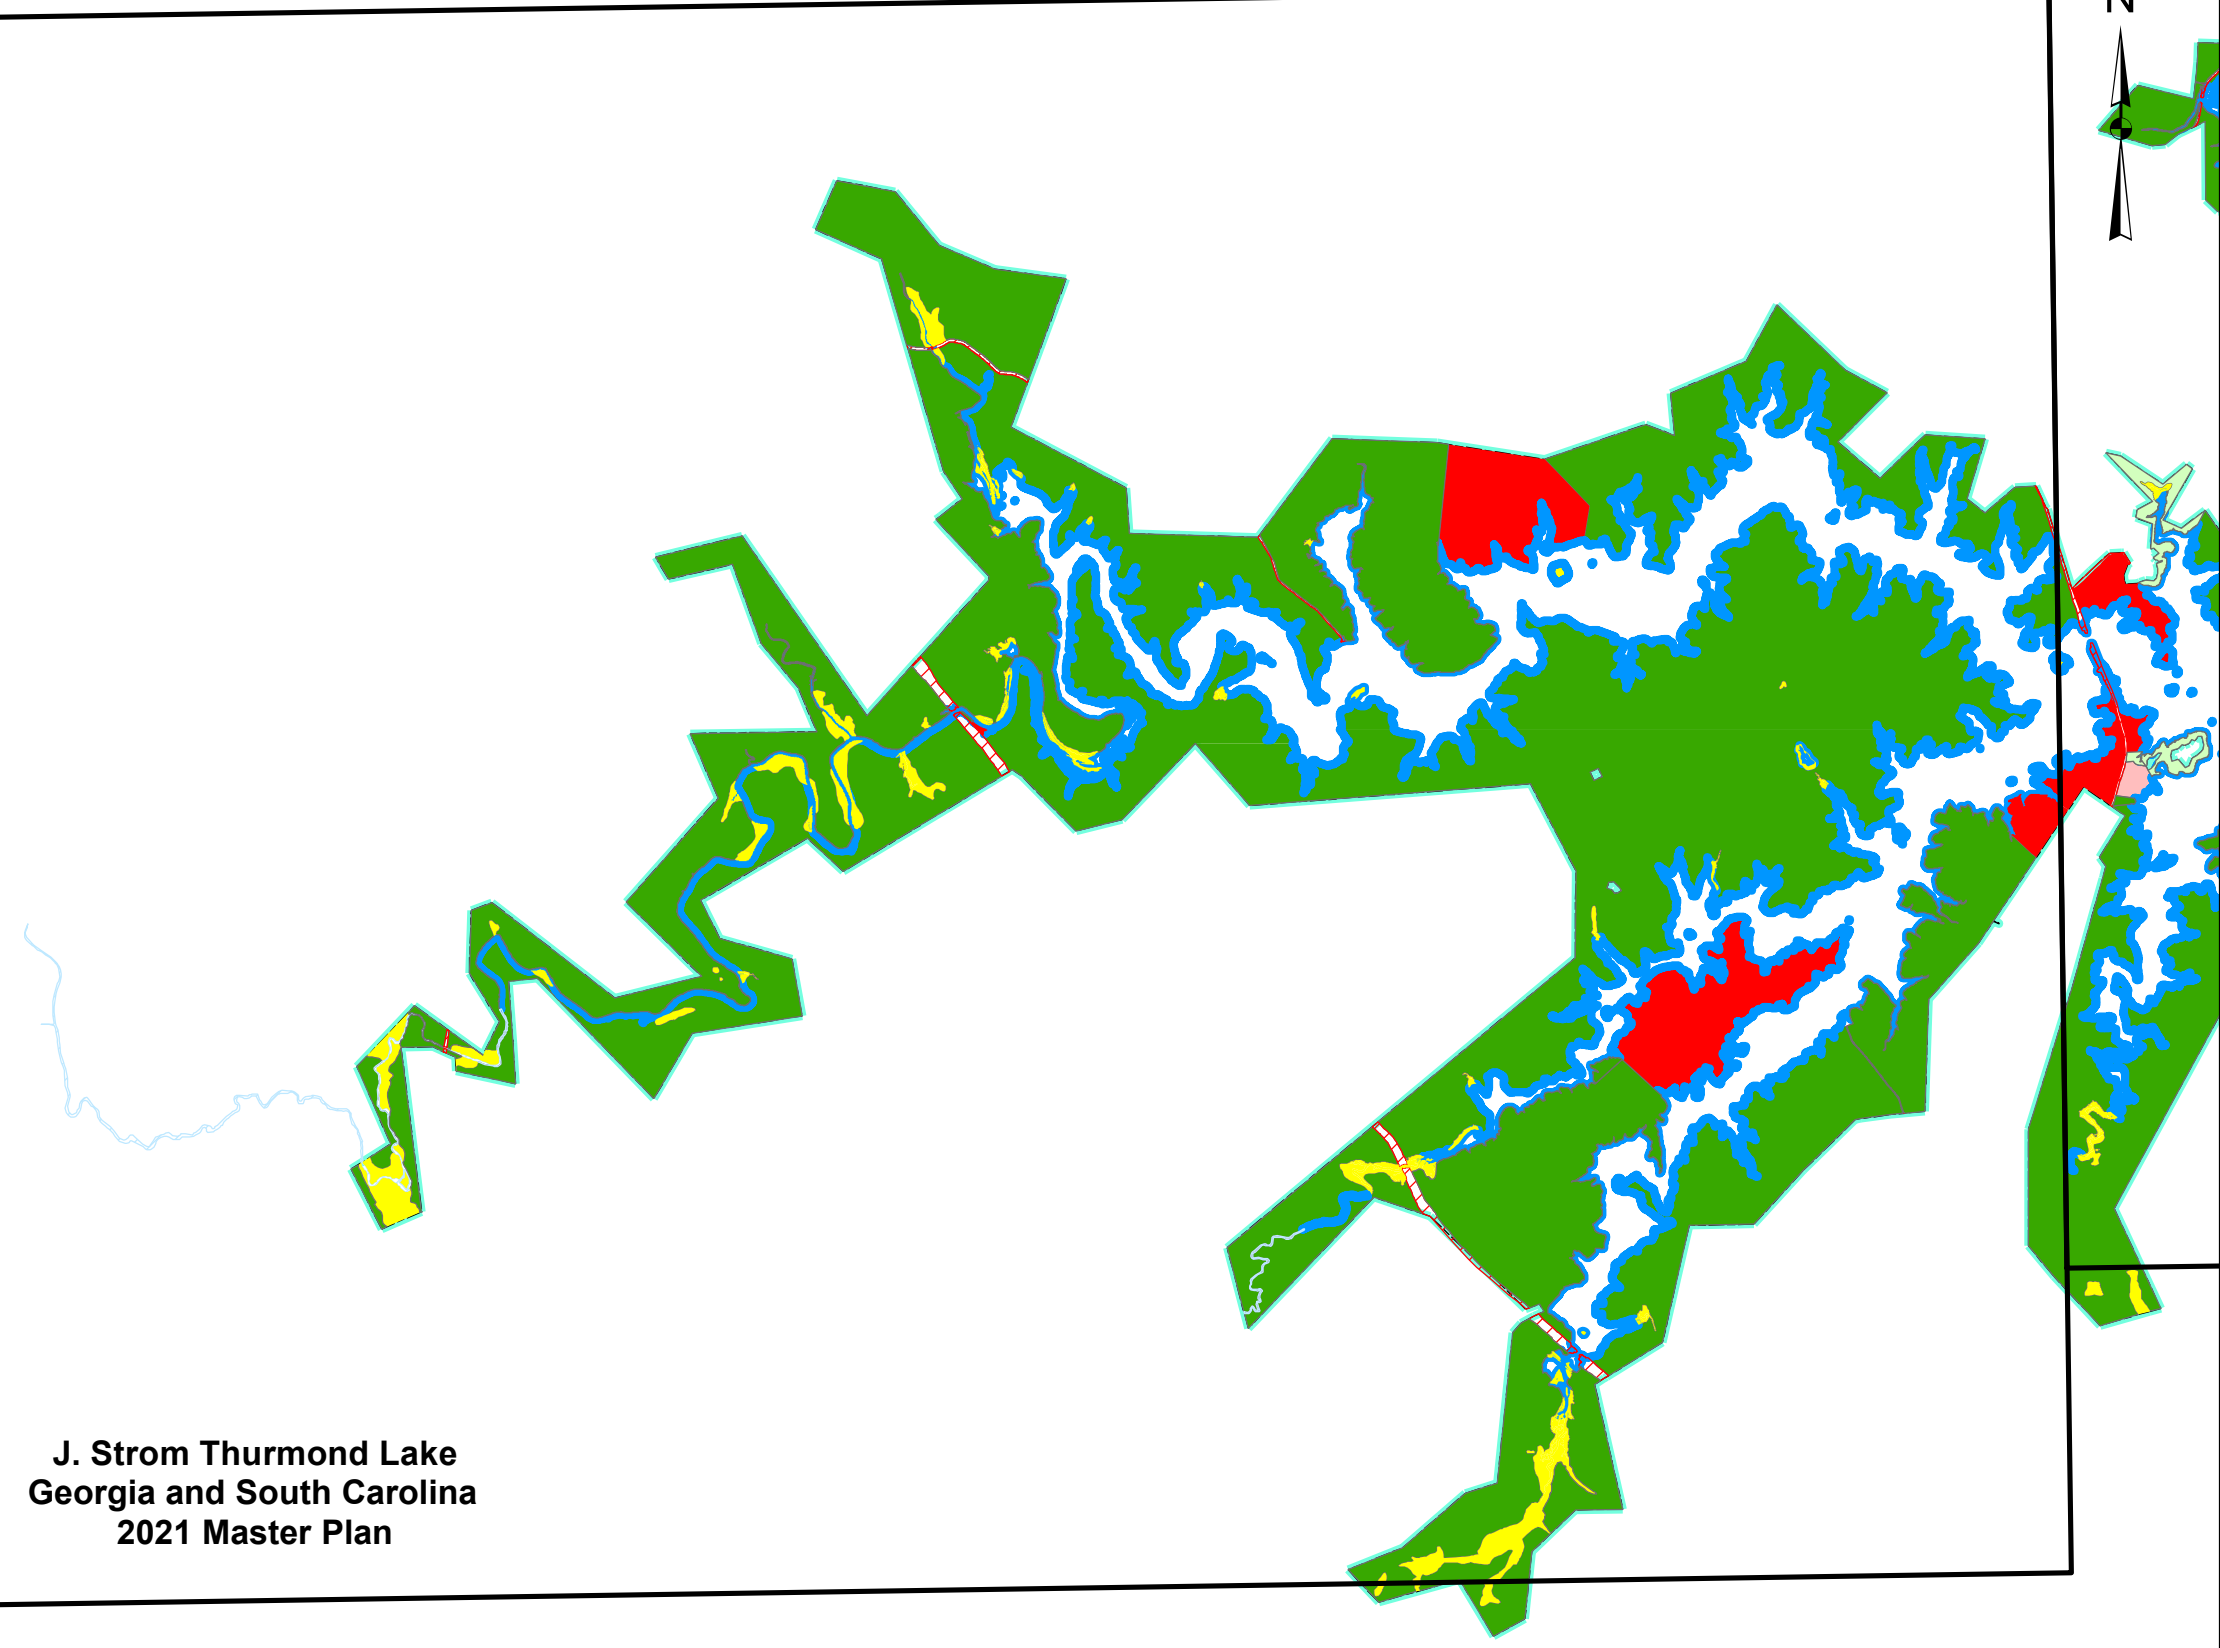 N
J. Strom Thurmond Lake
Georgia and South Carolina
2021 Master Plan